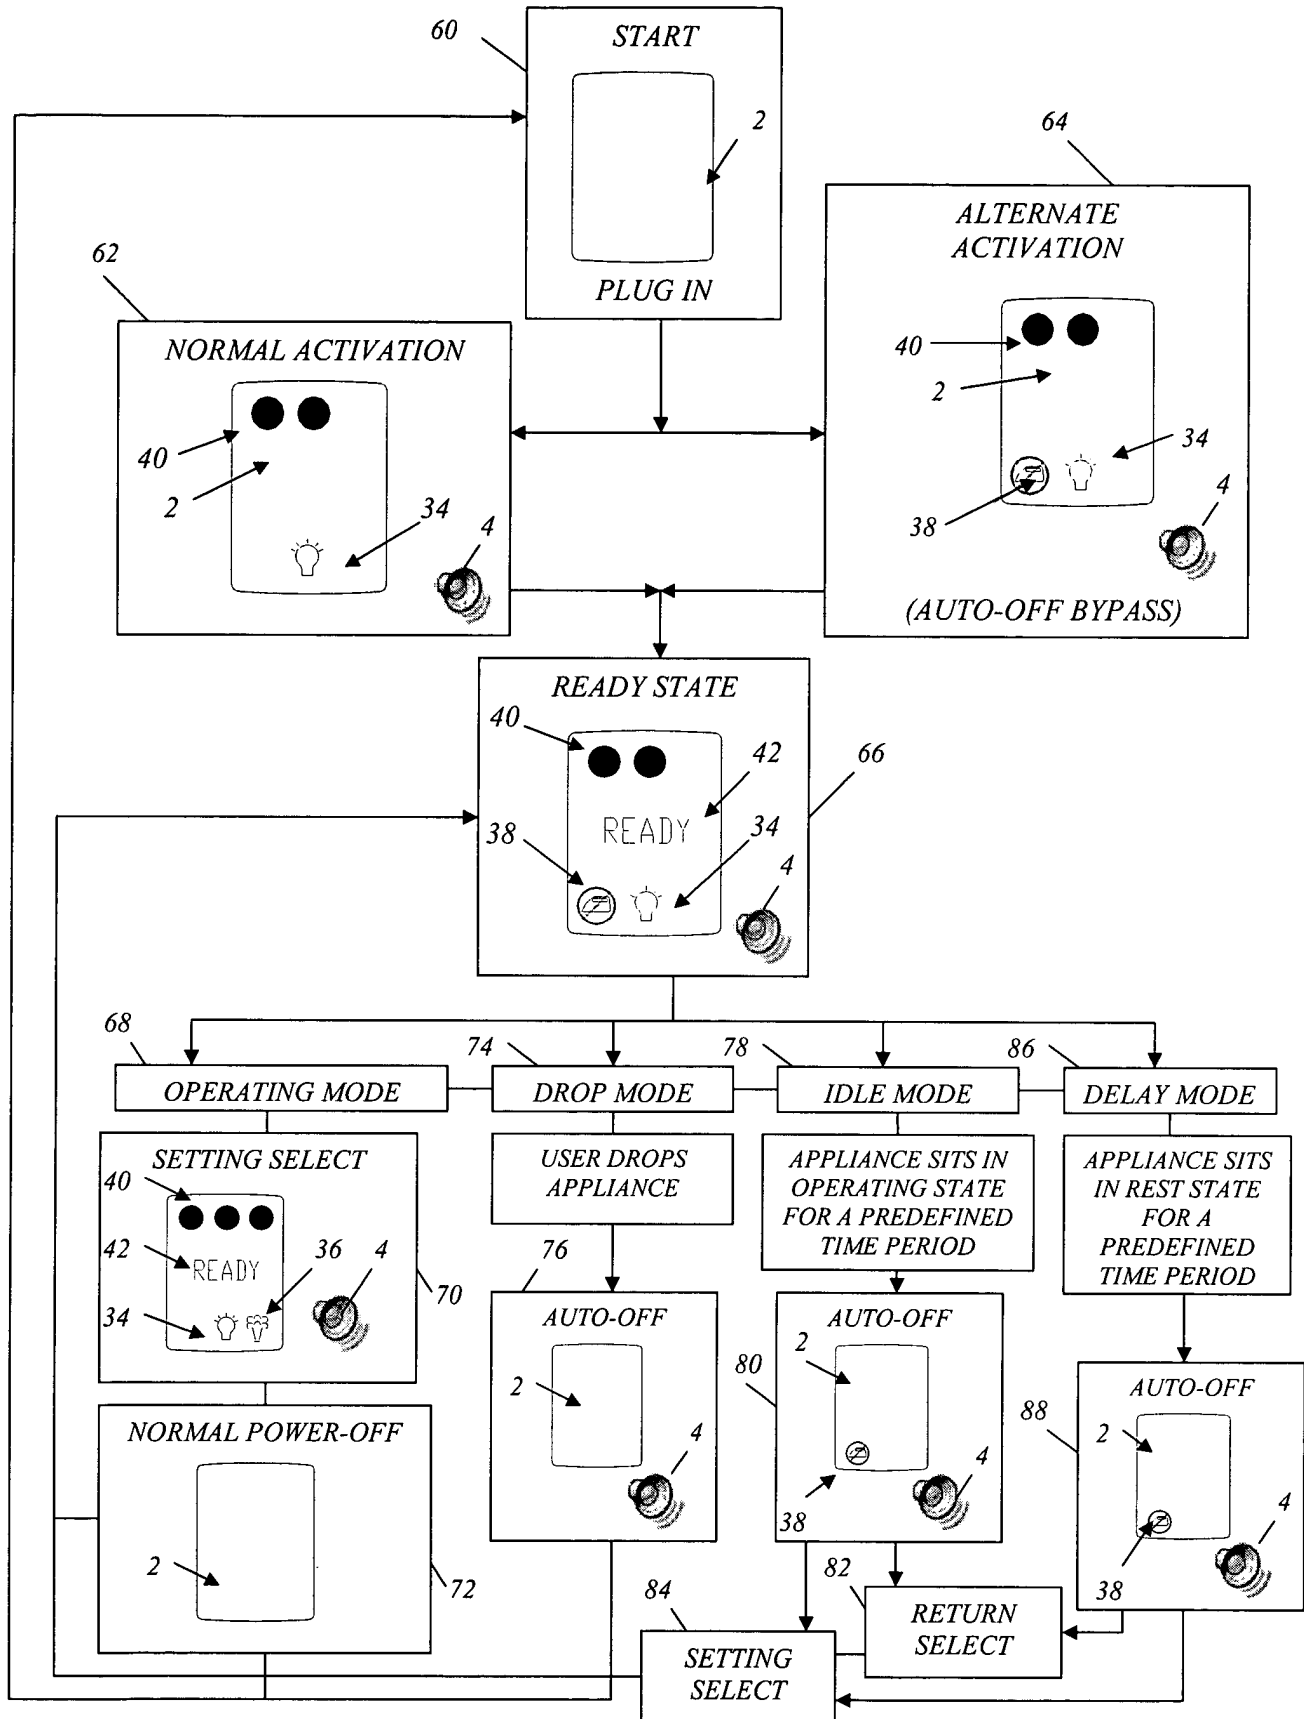 60
START
2
PLUG IN
64
ALTERNATE
ACTIVATION
40
2
34
38
4
(AUTO-OFF BYPASS)
62
NORMAL ACTIVATION
40
2
34
4
READY STATE
40
42
66
READY
38
34
4
68
OPERATING MODE
74
DROP MODE
78
IDLE MODE
86
DELAY MODE
SETTING SELECT
40
42
READY
36
4
34
70
USER DROPS
APPLIANCE
APPLIANCE SITS IN
OPERATING STATE
FOR A PREDEFINED
TIME PERIOD
APPLIANCE SITS
IN REST STATE
FOR A
PREDEFINED
TIME PERIOD
76
AUTO-OFF
2
4
AUTO-OFF
2
80
4
38
AUTO-OFF
88
2
4
38
NORMAL POWER-OFF
2
72
82
RETURN
SELECT
84
SETTING
SELECT